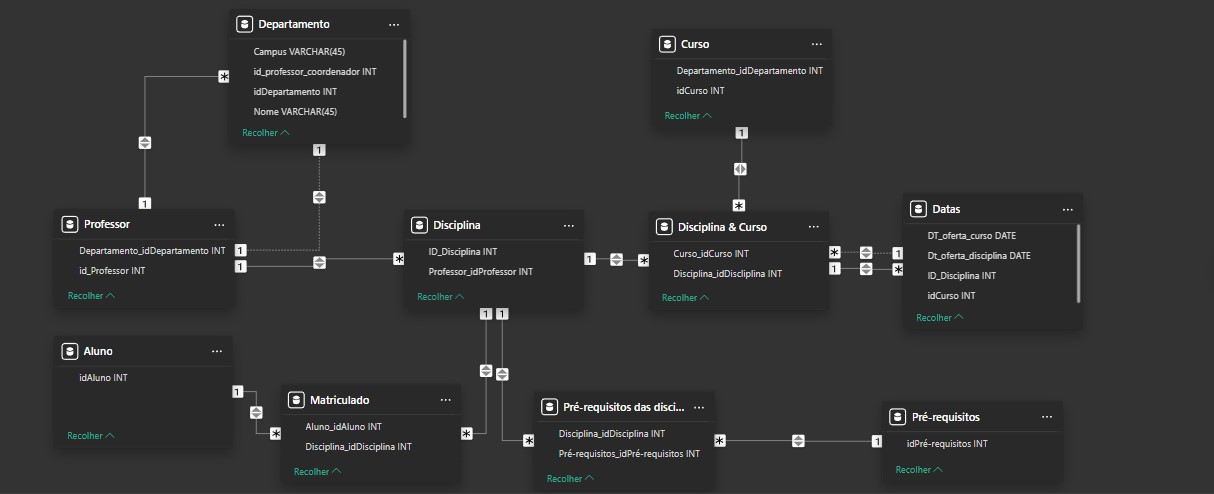 Departamento
Campus VARCHAR(45)
id_professor_coordenador INT
idDepartamento INT
Nome VARCHAR(45)
Recolher
Curso
Departamento_idDepartamento INT
idCurso INT
Recolher
*
1
1
1
*
Professor
Departamento_idDepartamento INT
id_Professor INT
Recolher
1
1
*
Disciplina
ID_Disciplina INT
Professor_idProfessor INT
Recolher
1
*
Disciplina & Curso
Curso_idCurso INT
Disciplina_idDiscliplina INT
Recolher
*
1
1
*
Datas
DT_oferta_curso DATE
Dt_oferta_disciplina DATE
ID_Disciplina INT
idCurso INT
Recolher
1
1
Aluno
idAluno INT
Recolher
1
*
Matriculado
Aluno_idAluno INT
Disciplina_idDisciplina INT
Recolher
*
*
Pré-requisitos das disci...
Disciplina_idDisciplina INT
Pré-requisitos_idPré-requisitos INT
Recolher
*
1
Pré-requisitos
idPré-requisitos INT
Recolher